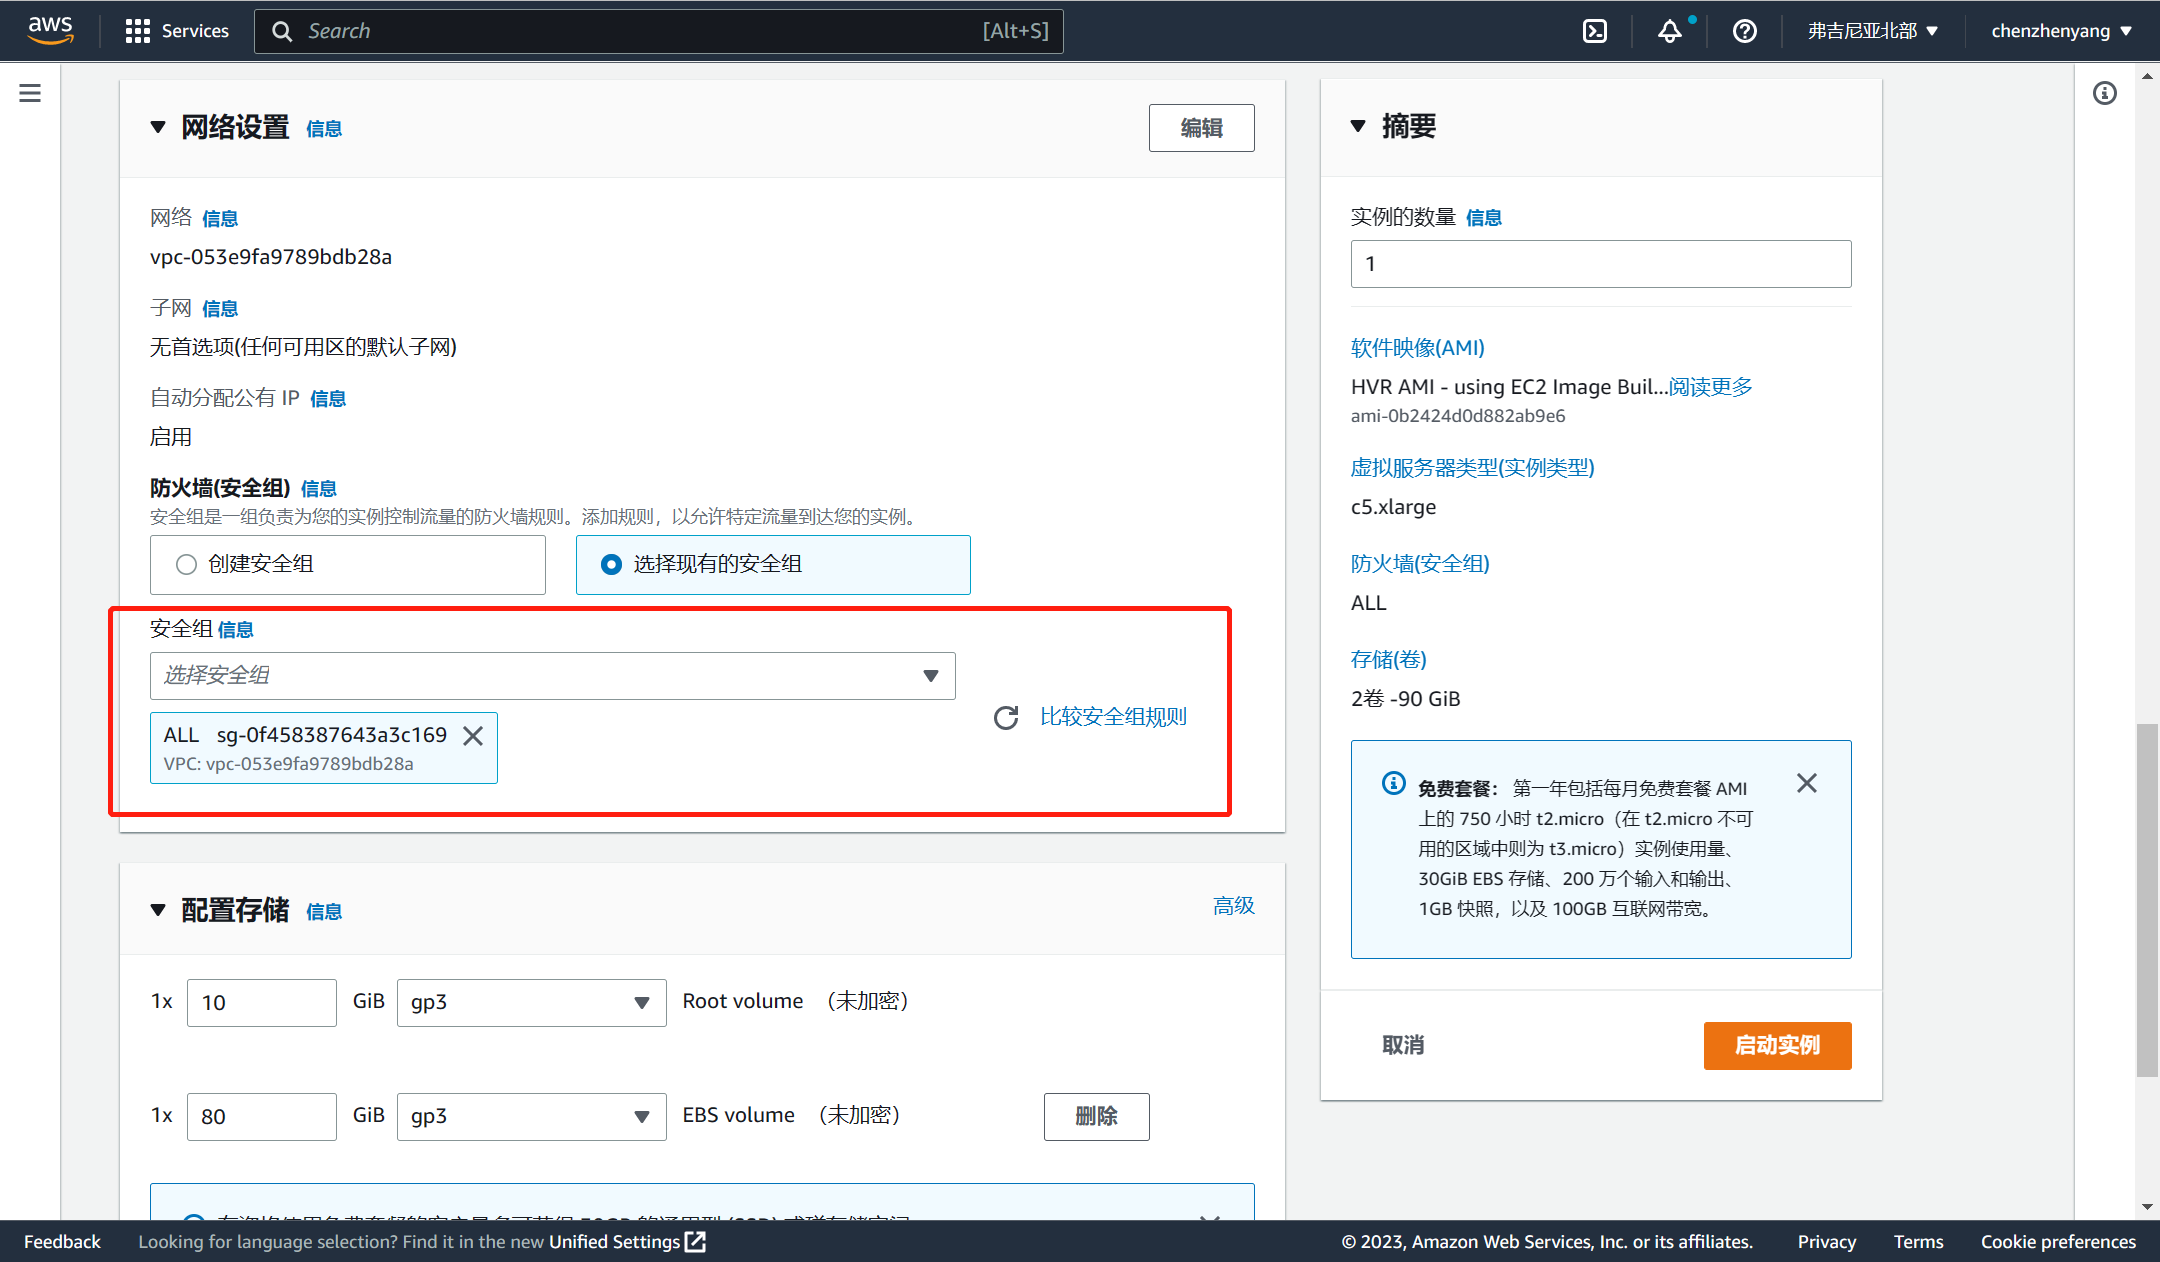 aws
Services
Search
[Alt+S]
弗吉尼亚北部
chenzhenyang
网络设置 信息
编辑
网络 信息
vpc-053e9fa9789bdb28a
子网 信息
无首选项(任何可用区的默认子网)
自动分配公有 IP 信息
启用
防火墙(安全组) 信息
安全组是一组负责为您的实例控制流量的防火墙规则。添加规则，以允许特定流量到达您的实例。
创建安全组
选择现有的安全组
安全组 信息
选择安全组
ALL sg-0f458387643a3c169
VPC: vpc-053e9fa9789bdb28a
比较安全组规则
配置存储 信息
高级
1x 10 GiB gp3 Root volume （未加密）
1x 80 GiB gp3 EBS volume （未加密）
删除
摘要
实例的数量 信息
1
软件映像(AMI)
HVR AMI - using EC2 Image Buil...阅读更多
ami-0b2424d0d882ab9e6
虚拟服务器类型(实例类型)
c5.xlarge
防火墙(安全组)
ALL
存储(卷)
2卷 -90 GiB
免费套餐： 第一年包括每月免费套餐 AMI
上的 750 小时 t2.micro（在 t2.micro 不可
用的区域中则为 t3.micro）实例使用量、
30GiB EBS 存储、200 万个输入和输出、
1GB 快照，以及 100GB 互联网带宽。
取消
启动实例
Feedback
Looking for language selection? Find it in the new Unified Settings
© 2023, Amazon Web Services, Inc. or its affiliates.
Privacy
Terms
Cookie preferences